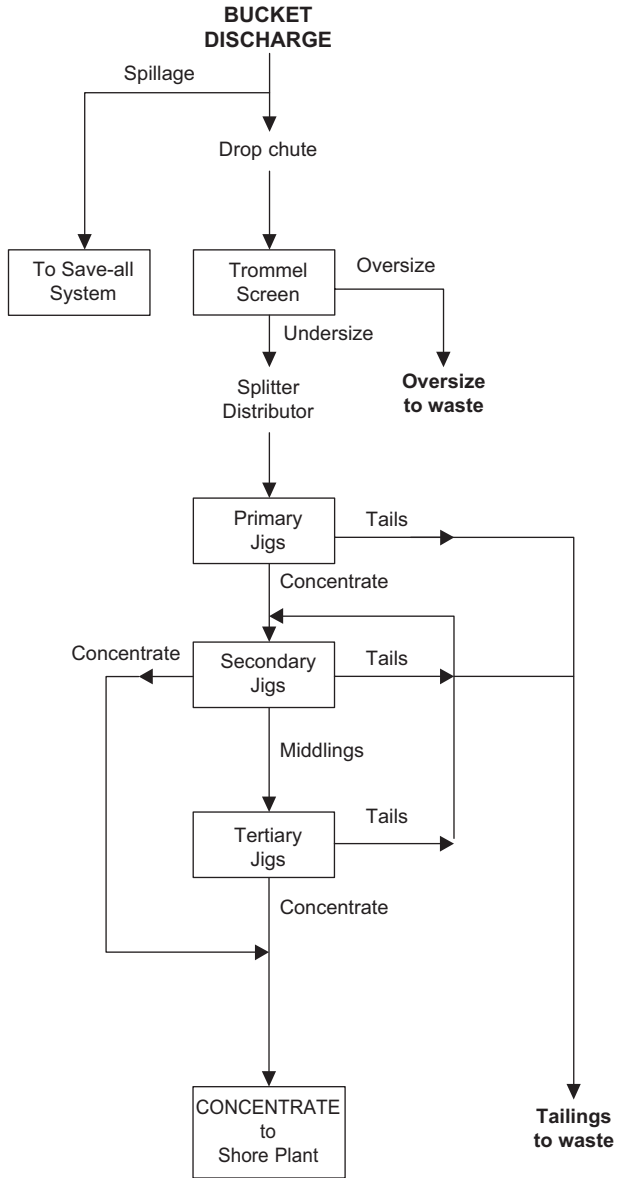 BUCKET
DISCHARGE
Spillage
Drop chute
To Save-all
System
Trommel
Screen
Oversize
Undersize
Oversize
to waste
Splitter
Distributor
Primary
Jigs
Tails
Concentrate
Concentrate
Secondary
Jigs
Tails
Middlings
Tertiary
Jigs
Tails
Concentrate
CONCENTRATE
to
Shore Plant
Tailings
to waste